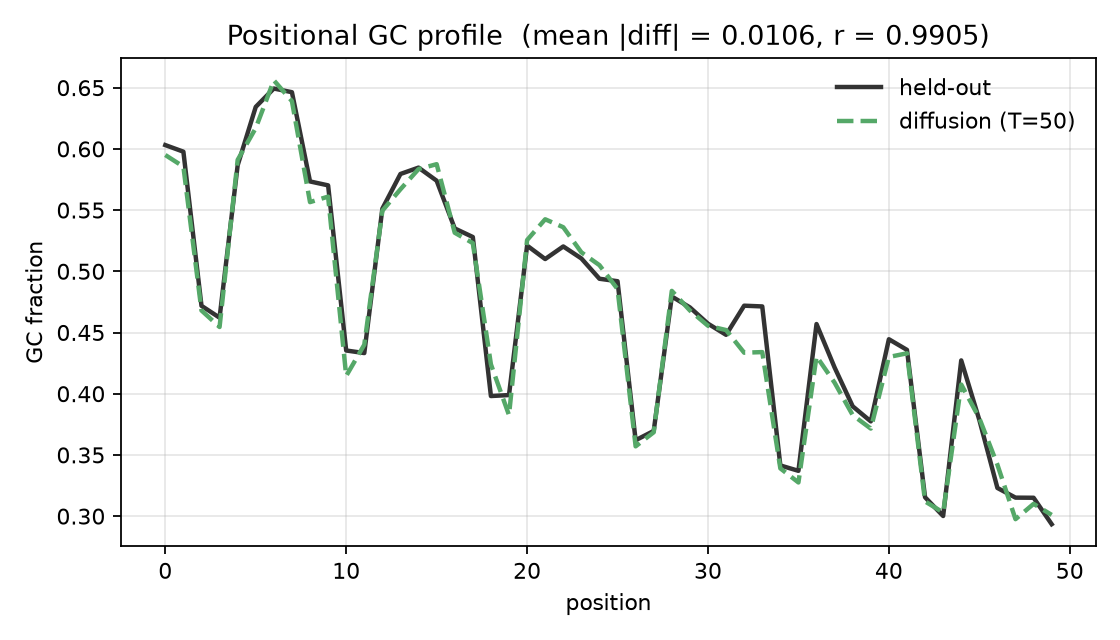 Positional GC profile  (mean |diff| = 0.0106, r = 0.9905)
held-out
diffusion (T=50)
GC fraction
0.65
0.60
0.55
0.50
0.45
0.40
0.35
0.30
0 10 20 30 40 50
position